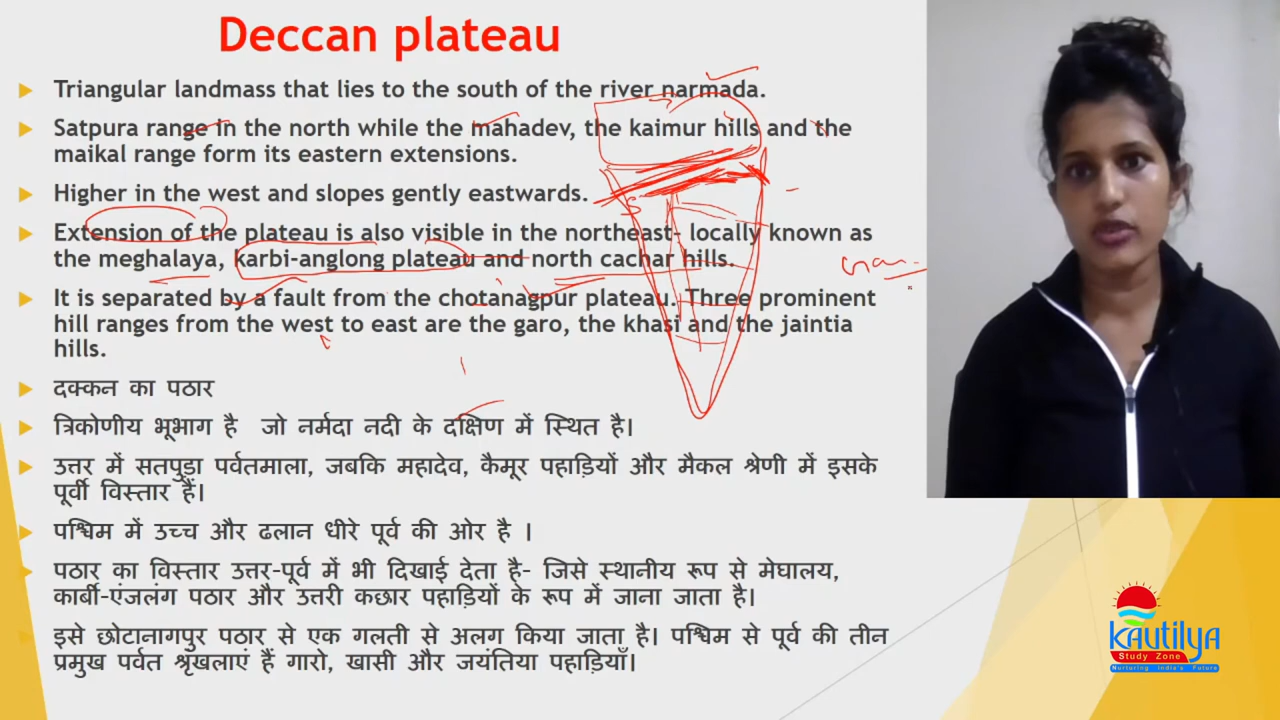 Deccan plateau
Triangular landmass that lies to the south of the river narmada.
Satpura range in the north while the mahadev, the kaimur hills and the
maikal range form its eastern extensions.
Higher in the west and slopes gently eastwards.
Extension of the plateau is also visible in the northeast- locally known as
the meghalaya, karbi-anglong plateau and north cachar hills.
It is separated by a fault from the chotanagpur plateau. Three prominent
hill ranges from the west to east are the garo, the khasi and the jaintia
hills.
दक्कन का पठार
त्रिकोणीय भूभाग है जो नर्मदा नदी के दक्षिण में स्थित है।
उत्तर में सतपुड़ा पर्वतमाला, जबकि महादेव, कैमूर पहाड़ियों और मैकल श्रेणी में इसके
पूर्वी विस्तार हैं।
पश्चिम में उच्च और ढलान धीरे पूर्व की ओर है ।
पठार का विस्तार उत्तर-पूर्व में भी दिखाई देता है- जिसे स्थानीय रूप से मेघालय,
कार्बी-एंजलंग पठार और उत्तरी कछार पहाड़ियों के रूप में जाना जाता है।
इसे छोटानागपुर पठार से एक गलती से अलग किया जाता है। पश्चिम से पूर्व की तीन
प्रमुख पर्वत श्रृंखलाएं हैं गारो, खासी और जयंतिया पहाड़ियाँ।
Kautilya
Study Zone
Nurturing India's Future